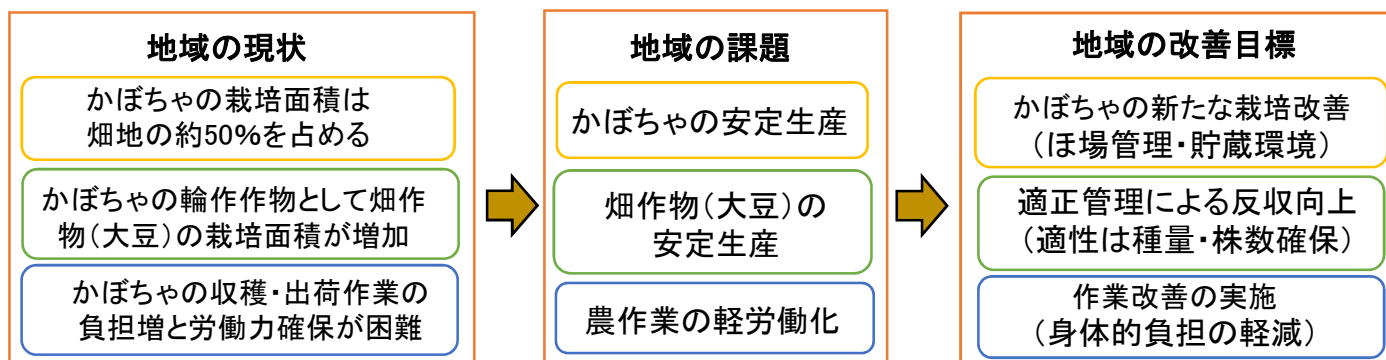 地域の現状
かぼちゃの栽培面積は
畑地の約50%を占める
かぼちゃの輪作作物として畑作
物(大豆)の栽培面積が増加
かぼちゃの収穫・出荷作業の
負担増と労働力確保が困難
地域の課題
かぼちゃの安定生産
畑作物(大豆)の
安定生産
農作業の軽労働化
地域の改善目標
かぼちゃの新たな栽培改善
(ほ場管理・貯蔵環境)
適正管理による反収向上
(適性は種量・株数確保)
作業改善の実施
(身体的負担の軽減)